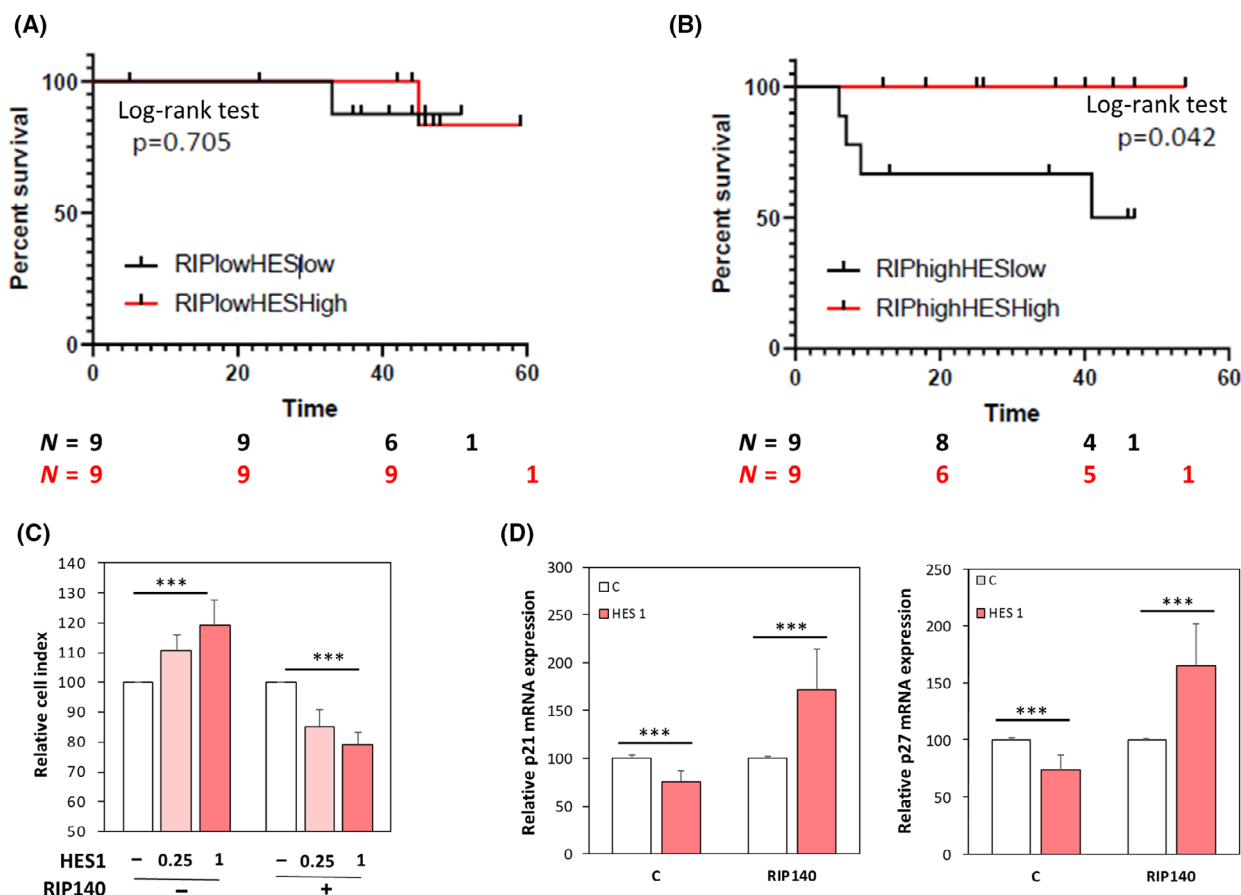 (A)
Percent survival
100
50
0
Log-rank test
p=0.705
RIPlowHESlow
RIPlowHESHigh
0 20 40 60
Time
N = 9 9 6 1
N = 9 9 9 1
(B)
Percent survival
100
50
0
Log-rank test
p=0.042
RIPhighHESlow
RIPhighHESHigh
0 20 40 60
Time
N = 9 8 4 1
N = 9 6 5 1
(C)
Relative cell index
140
130
120
110
100
90
80
70
60
50
***
***
HES1 – 0.25 1 – 0.25 1
RIP140 – +
(D)
Relative p21 mRNA expression
300
250
200
150
100
50
0
C
HES 1
***
***
C RIP140
Relative p27 mRNA expression
250
200
150
100
50
0
C
HES 1
***
***
C RIP140